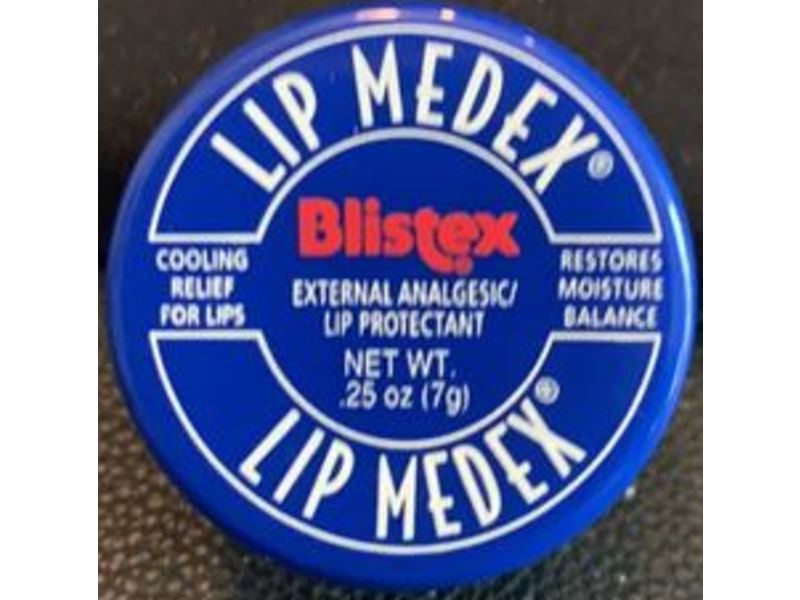 LIP MEDEX®
Blistex®
COOLING
RELIEF
FOR LIPS
EXTERNAL ANALGESIC/
LIP PROTECTANT
RESTORES
MOISTURE
BALANCE
NET WT.
.25 oz (7g)
LIP MEDEX®